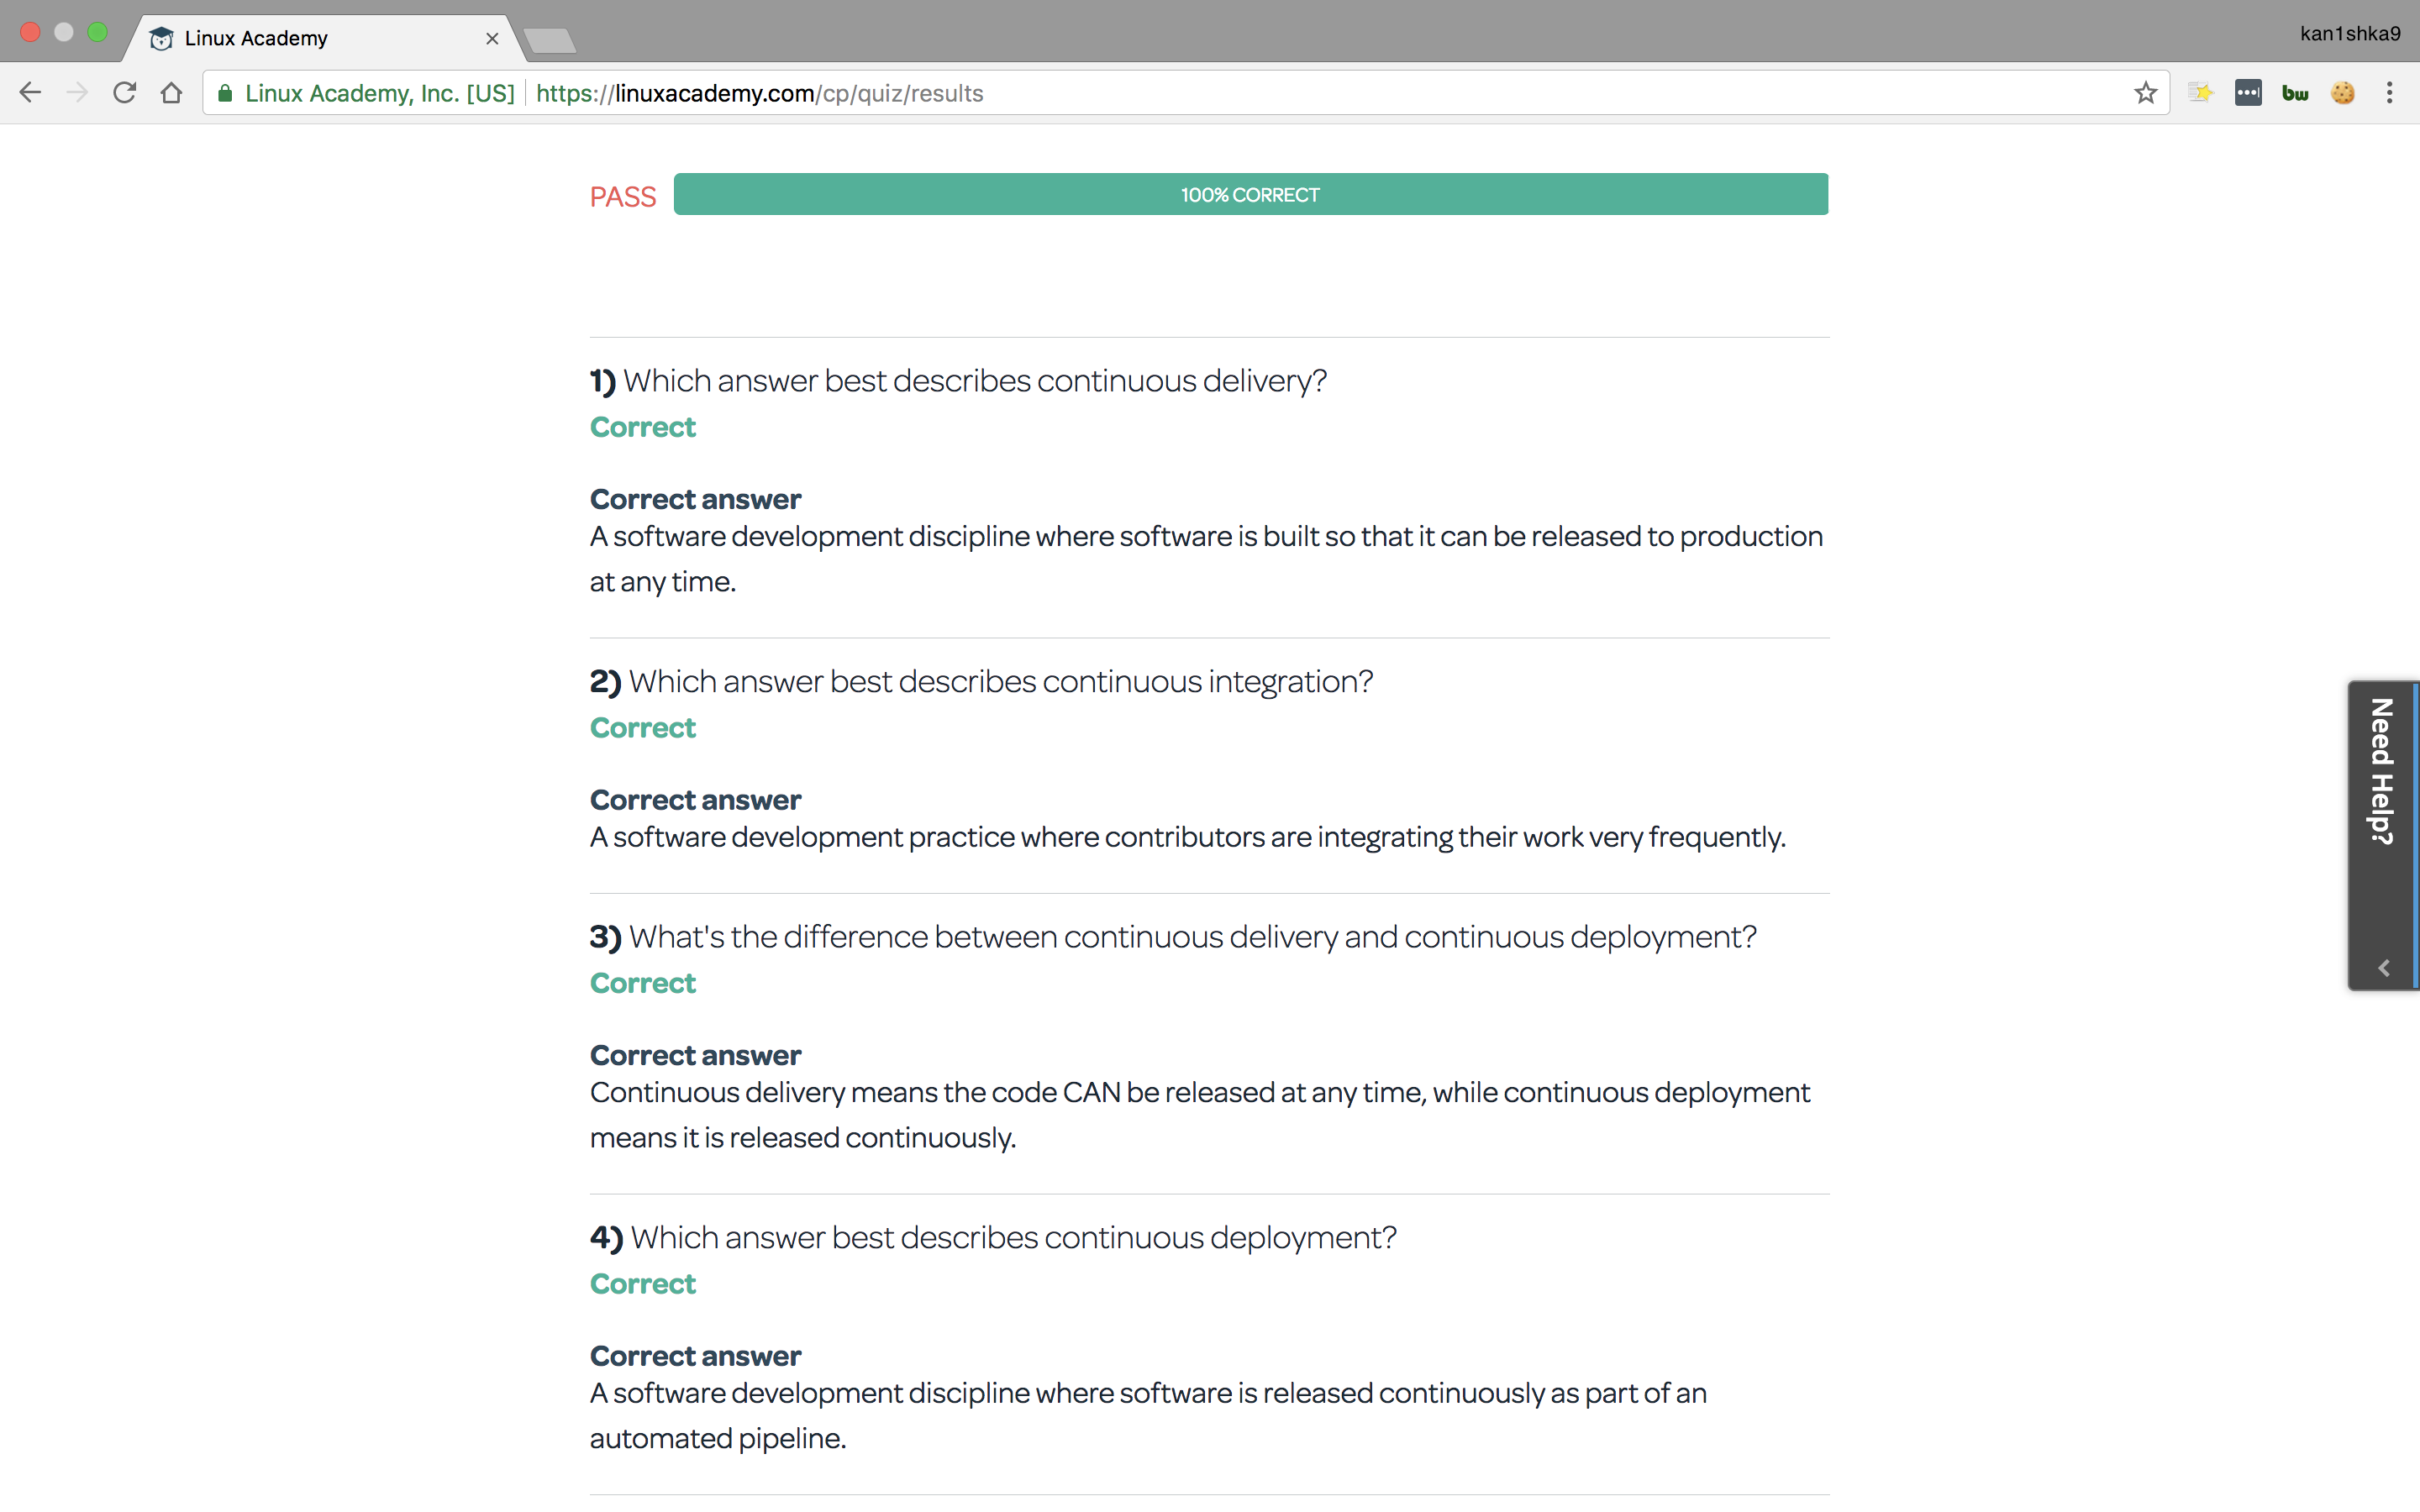 Linux Academy
kan1shka9
Linux Academy, Inc. [US] https://linuxacademy.com/cp/quiz/results
bw
PASS 100% CORRECT
1) Which answer best describes continuous delivery?
Correct
Correct answer
A software development discipline where software is built so that it can be released to production
at any time.
2) Which answer best describes continuous integration?
Correct
Correct answer
A software development practice where contributors are integrating their work very frequently.
3) What's the difference between continuous delivery and continuous deployment?
Correct
Correct answer
Continuous delivery means the code CAN be released at any time, while continuous deployment
means it is released continuously.
4) Which answer best describes continuous deployment?
Correct
Correct answer
A software development discipline where software is released continuously as part of an
automated pipeline.
Need Help?